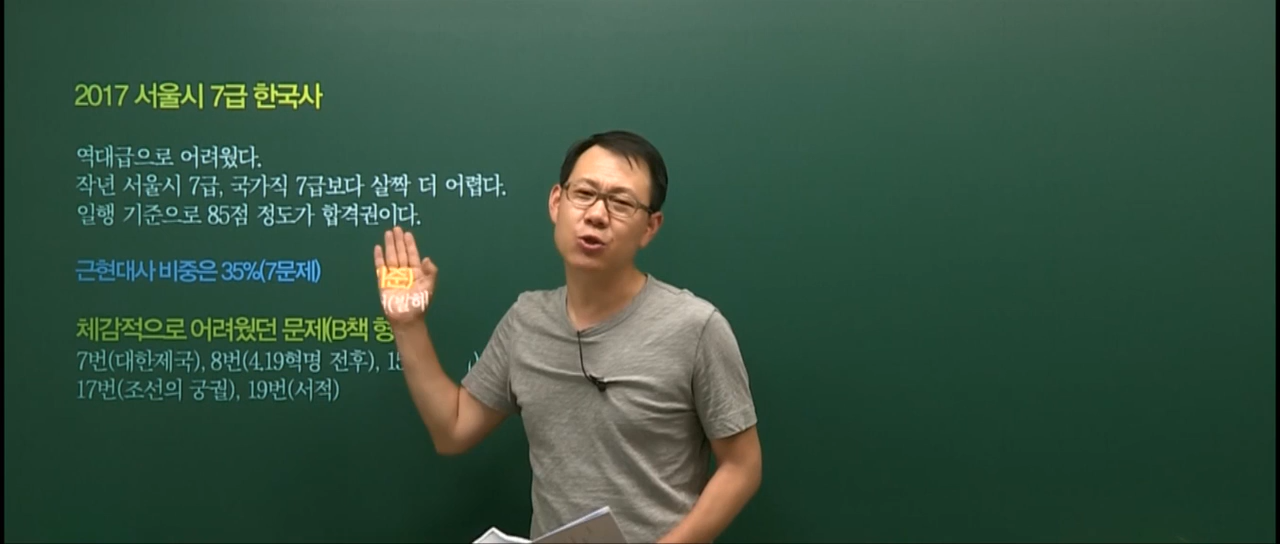 2017 서울시 7급 한국사
역대급으로 어려웠다.
작년 서울시 7급, 국가직 7급보다 살짝 더 어렵다.
일행 기준으로 85점 정도가 합격권이다.
근현대사 비중은 35%(7문제)
체감적으로 어려웠던 문제(B책 형
7번(대한제국), 8번(4.19혁명 전후), 15
17번(조선의 궁궐), 19번(서적)